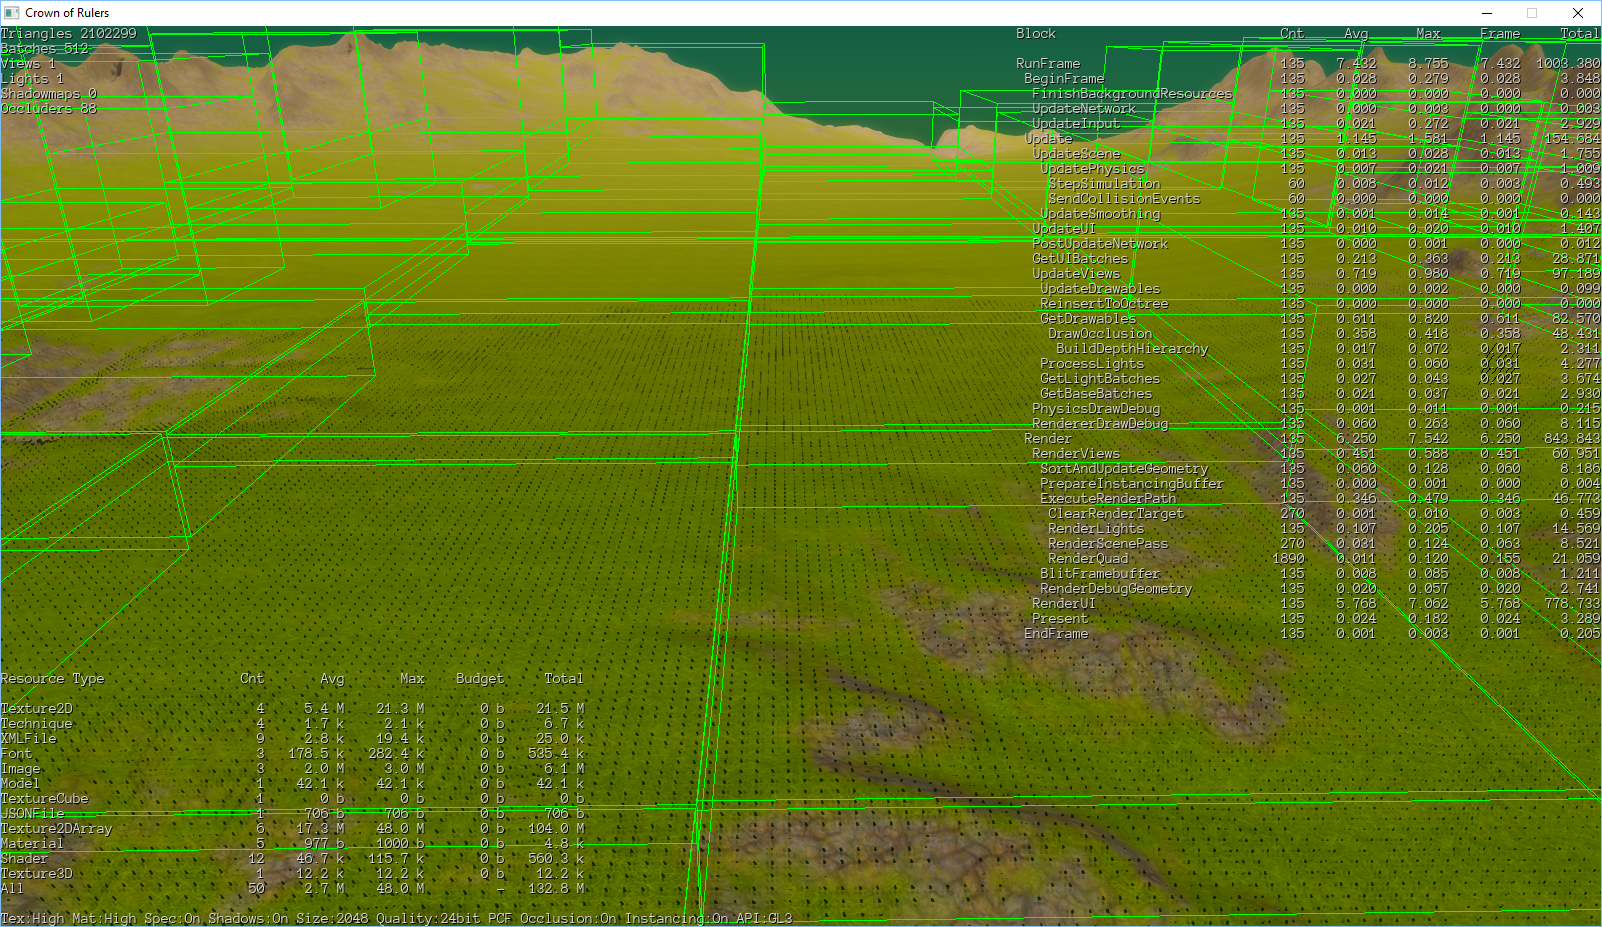 Crown of Rulers
Triangles 2102299
Batches 512
Views 1
Lights 1
Shadowmaps 0
Occluders 88
Block Cnt Avg Max Frame Total
RunFrame 135 7.432 8.755 7.432 1003.380
BeginFrame 135 0.028 0.279 0.028 3.848
FinishBackgroundResources 135 0.000 0.000 0.000 0.000
UpdateNetwork 135 0.000 0.003 0.000 0.003
UpdateInput 135 0.021 0.272 0.021 2.929
Update 135 1.145 1.581 1.145 154.684
UpdateScene 135 0.013 0.028 0.013 1.755
UpdatePhysics 135 0.007 0.021 0.007 1.009
StepSimulation 60 0.008 0.012 0.003 0.493
SendCollisionEvents 60 0.000 0.000 0.000 0.000
UpdateSmoothing 135 0.001 0.014 0.001 0.143
UpdateUI 135 0.010 0.020 0.010 1.407
PostUpdateNetwork 135 0.000 0.001 0.000 0.012
GetUIBatches 135 0.213 0.363 0.213 28.871
UpdateViews 135 0.719 0.980 0.719 97.189
UpdateDrawables 135 0.000 0.002 0.000 0.099
ReinsertToOctree 135 0.000 0.000 0.000 0.000
GetDrawables 135 0.611 0.820 0.611 82.570
DrawOcclusion 135 0.358 0.418 0.358 48.431
BuildDepthHierarchy 135 0.017 0.072 0.017 2.311
ProcessLights 135 0.031 0.060 0.031 4.277
GetLightBatches 135 0.027 0.043 0.027 3.674
GetBaseBatches 135 0.021 0.037 0.021 2.930
PhysicsDrawDebug 135 0.001 0.011 0.001 0.215
RendererDrawDebug 135 0.060 0.263 0.060 8.115
Render 135 6.250 7.542 6.250 843.843
RenderViews 135 0.451 0.588 0.451 60.951
SortAndUpdateGeometry 135 0.060 0.128 0.060 8.186
PrepareInstancingBuffer 135 0.000 0.001 0.000 0.004
ExecuteRenderPath 135 0.346 0.479 0.346 46.773
ClearRenderTarget 270 0.001 0.010 0.003 0.459
RenderLights 135 0.107 0.205 0.107 14.569
RenderScenePass 270 0.031 0.124 0.063 8.521
RenderQuad 1890 0.011 0.120 0.155 21.059
BlitFramebuffer 135 0.008 0.085 0.008 1.211
RenderDebugGeometry 135 0.020 0.057 0.020 2.741
RenderUI 135 5.768 7.062 5.768 778.733
Present 135 0.024 0.182 0.024 3.289
EndFrame 135 0.001 0.003 0.001 0.205
Resource Type Cnt Avg Max Budget Total
Texture2D 4 5.4 M 21.3 M 0 b 21.5 M
Technique 4 1.7 k 2.1 k 0 b 6.7 k
XMLFile 9 2.8 k 19.4 k 0 b 25.0 k
Font 3 178.5 k 282.4 k 0 b 535.4 k
Image 3 2.0 M 3.0 M 0 b 6.1 M
Model 1 42.1 k 42.1 k 0 b 42.1 k
TextureCube 1 0 b 0 b 0 b 0 b
JSONFile 1 706 b 706 b 0 b 706 b
Texture2DArray 6 17.3 M 48.0 M 0 b 104.0 M
Material 5 977 b 1000 b 0 b 4.8 k
Shader 12 46.7 k 115.7 k 0 b 560.3 k
Texture3D 1 12.2 k 12.2 k 0 b 12.2 k
All 50 2.7 M 48.0 M - 132.8 M
Tex:High Mat:High Spec:On Shadows:On Size:2048 Quality:24bit PCF Occlusion:On Instancing:On API:GL3